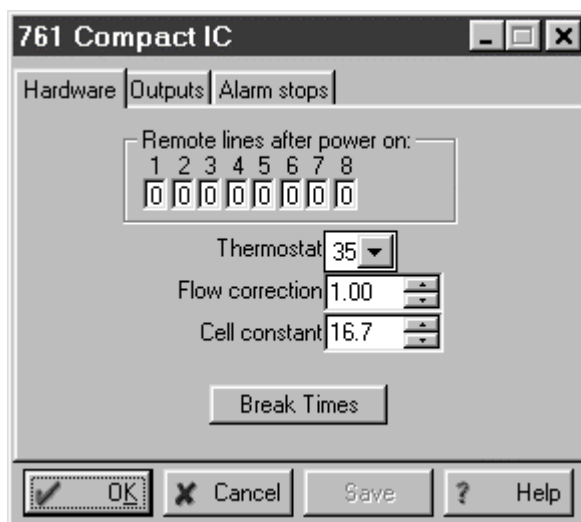 761 Compact IC
Hardware Outputs Alarm stops
Remote lines after power on:
1 2 3 4 5 6 7 8
0 0 0 0 0 0 0 0
Thermostat 35
Flow correction 1.00
Cell constant 16.7
Break Times
OK Cancel Save ? Help